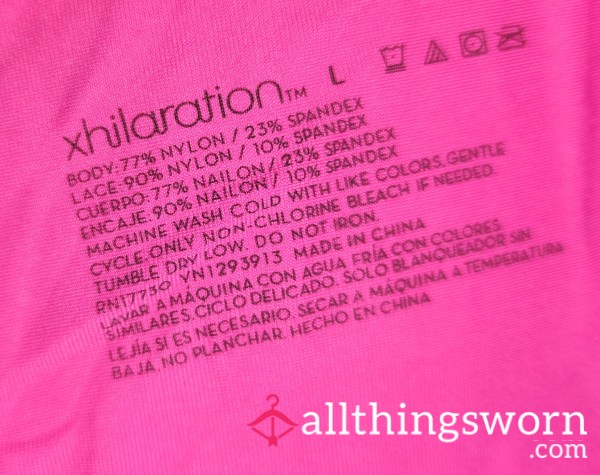 xhilaration™ L
BODY: 77% NYLON / 23% SPANDEX
LACE: 90% NYLON / 10% SPANDEX
CUERPO: 77% NAILON / 23% SPANDEX
ENCAJE: 90% NAILON / 10% SPANDEX
MACHINE WASH COLD WITH LIKE COLORS, GENTLE
CYCLE. ONLY NON-CHLORINE BLEACH IF NEEDED.
TUMBLE DRY LOW. DO NOT IRON.
RN17730 VN1293913 MADE IN CHINA
LAVAR A MÁQUINA CON AGUA FRÍA CON COLORES
SIMILARES, CICLO DELICADO. SOLO BLANQUEADOR SIN
LEJÍA SI ES NECESARIO. SECAR A MÁQUINA A TEMPERATURA
BAJA. NO PLANCHAR. HECHO EN CHINA
allthingsworn
.com